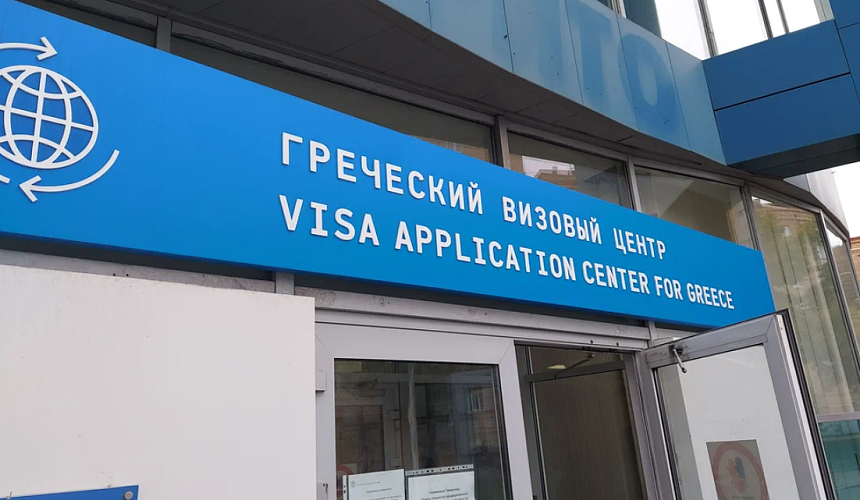 ГРЕЧЕСКИЙ ВИЗОВЫЙ ЦЕНТР
VISA APPLICATION CENTER FOR GREECE